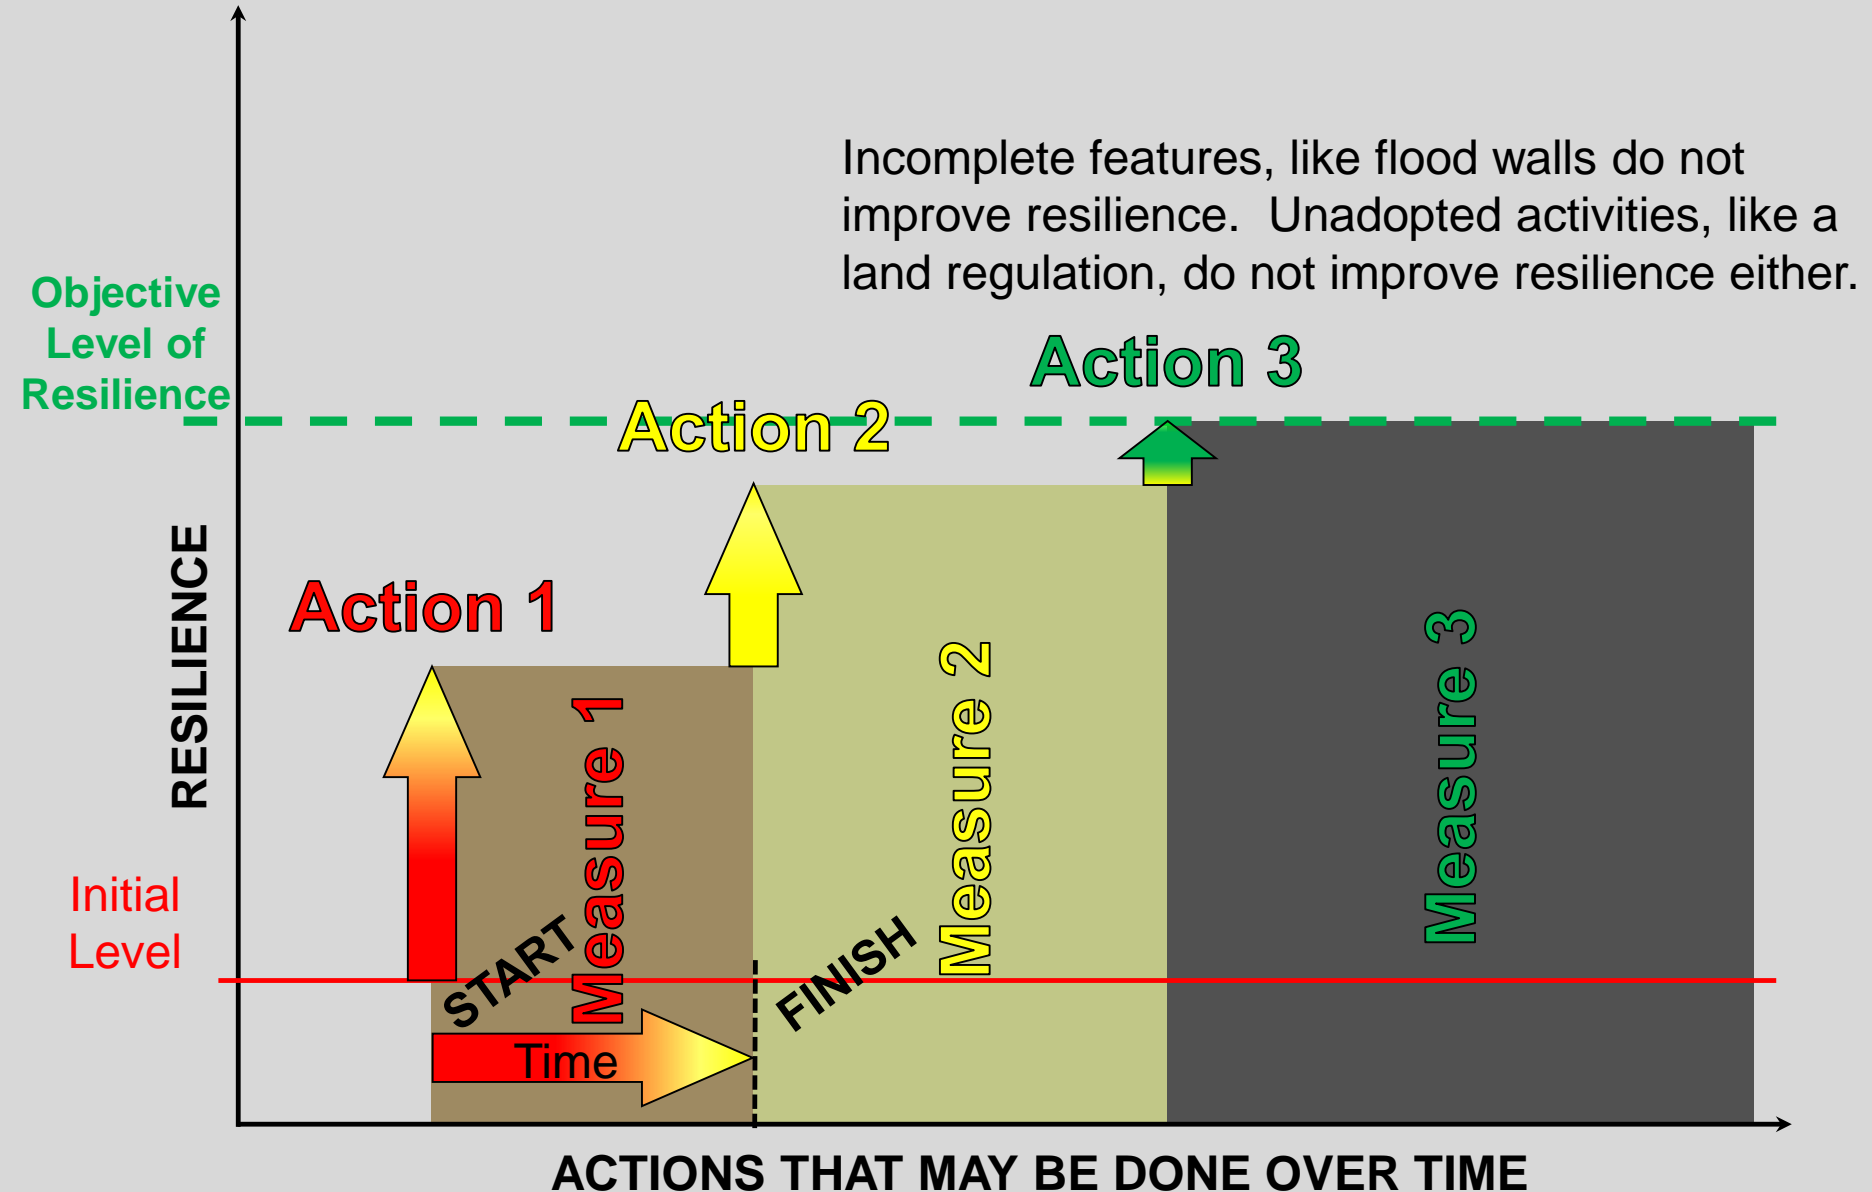 Incomplete features, like flood walls do not
improve resilience.  Unadopted activities, like a
land regulation, do not improve resilience either.
Objective
Level of
Resilience
Action 3
Action 2
Action 1
RESILIENCE
Measure 1
Measure 2
Measure 3
Initial
Level
START
FINISH
Time
ACTIONS THAT MAY BE DONE OVER TIME